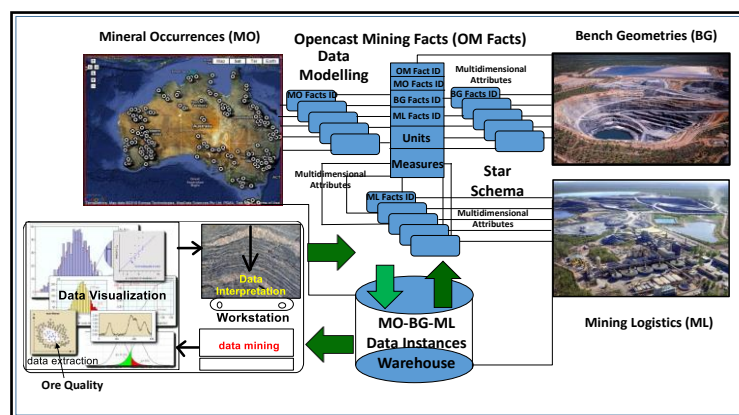 Mineral Occurrences (MO)
Opencast Mining Facts (OM Facts)
Bench Geometries (BG)
Data
Modelling
OM Fact ID
MO Facts ID
BG Facts ID
ML Facts ID
Units
Measures
MO Facts ID
Multidimensional
Attributes
BG Facts ID
Star
Schema
Multidimensional
Attributes
ML Facts ID
Multidimensional
Attributes
Mining Logistics (ML)
Data Visualization
Data
Interpretation
Workstation
data mining
data extraction
Ore Quality
MO-BG-ML
Data Instances
Warehouse